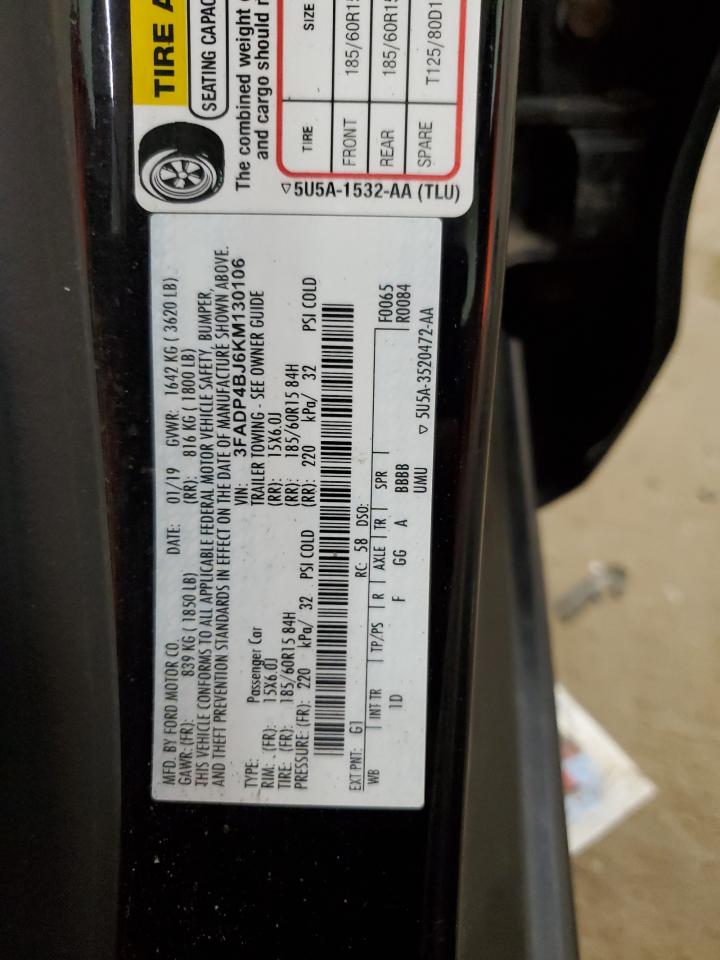 MFD. BY FORD MOTOR CO. DATE: 01/19 GVWR: 1642 KG ( 3620 LB)
GAWR: (FR): 839 KG ( 1850 LB) (RR): 816 KG ( 1800 LB)
THIS VEHICLE CONFORMS TO ALL APPLICABLE FEDERAL MOTOR VEHICLE SAFETY, BUMPER,
AND THEFT PREVENTION STANDARDS IN EFFECT ON THE DATE OF MANUFACTURE SHOWN ABOVE.
VIN: 3FADP4BJ6KM130106
TYPE: Passenger Car TRAILER TOWING - SEE OWNER GUIDE
RIM: (FR): 15X6.0J (RR): 15X6.0J
TIRE: (FR): 185/60R15 84H (RR): 185/60R15 84H
PRESSURE: (FR): 220 kPa/ 32 PSI COLD (RR): 220 kPa/ 32 PSI COLD
EXT PNT: G1 RC: 58 DSO: F0065
WB INT TR TP/PS R AXLE TR SPR R0084
1D F GG A BBBB
UMU ▽ 5U5A-3520472-AA
TIRE A
SEATING CAPAC
The combined weight
and cargo should
TIRE SIZE
FRONT 185/60R15
REAR 185/60R15
SPARE T125/80D1
▽ 5U5A-1532-AA (TLU)